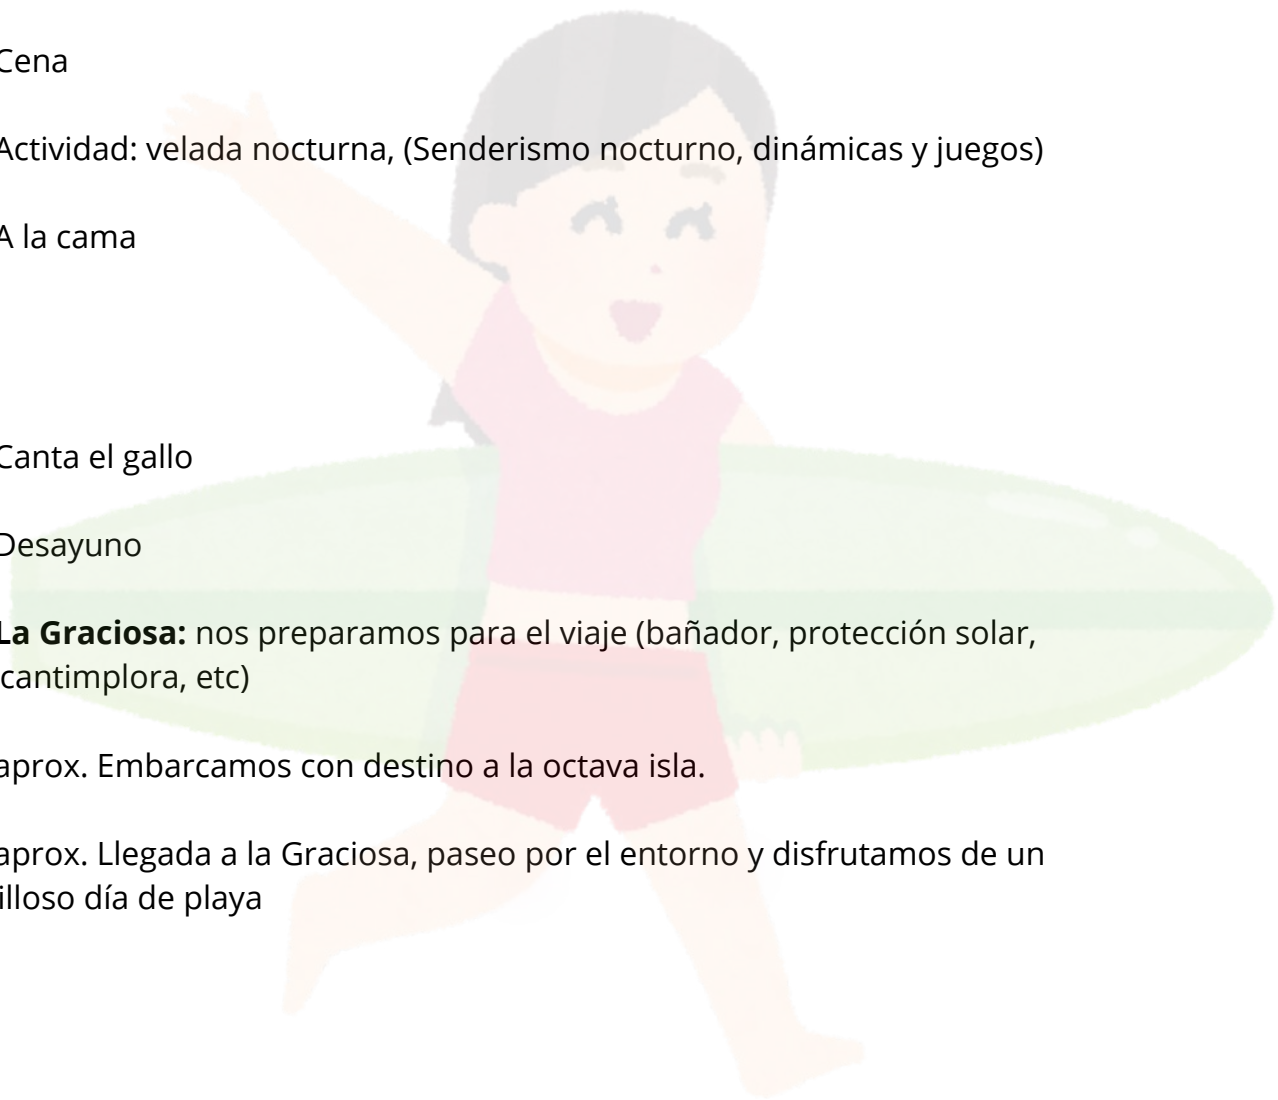 Cena
Actividad: velada nocturna, (Senderismo nocturno, dinámicas y juegos)
A la cama
Canta el gallo
Desayuno
La Graciosa: nos preparamos para el viaje (bañador, protección solar,
cantimplora, etc)
aprox. Embarcamos con destino a la octava isla.
aprox. Llegada a la Graciosa, paseo por el entorno y disfrutamos de un
illoso día de playa